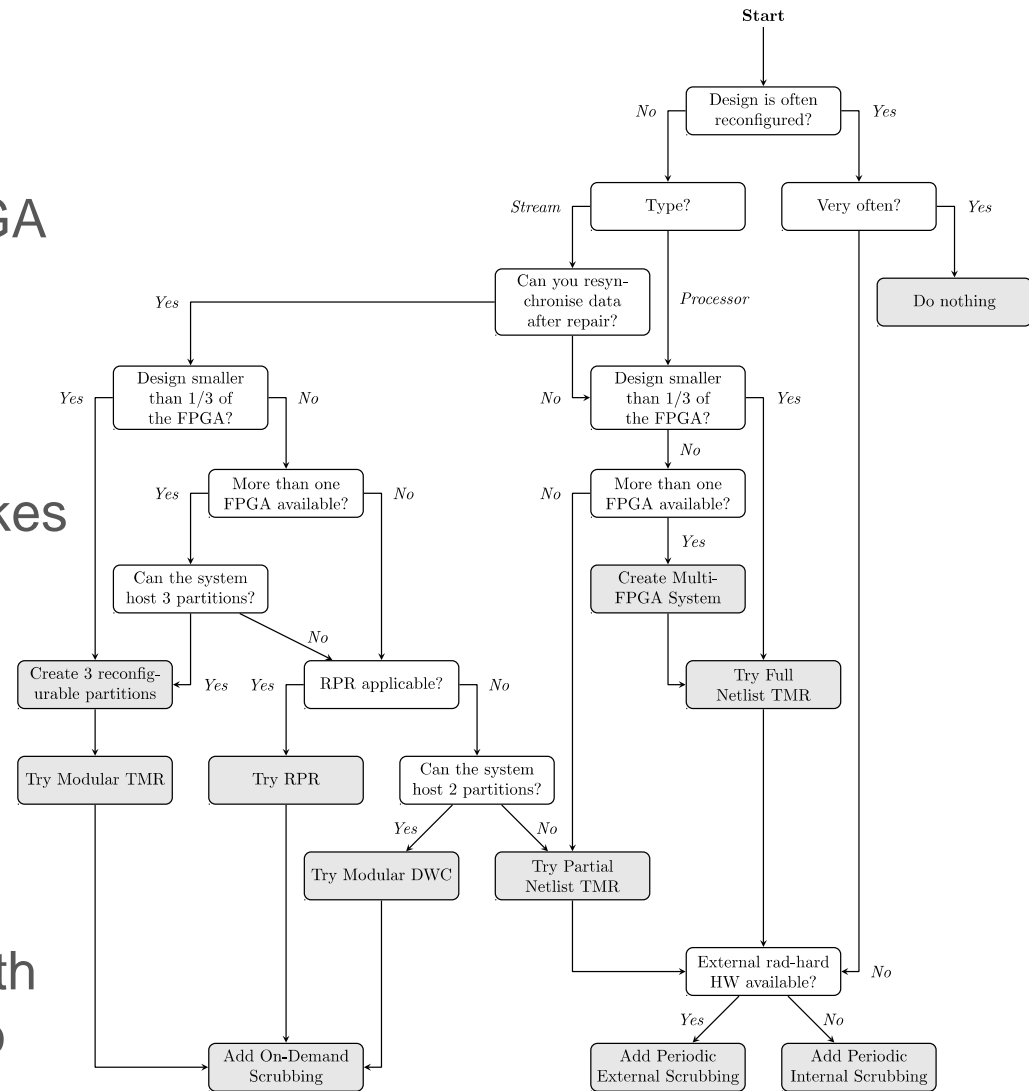 Start
Design is often
reconfigured?
No
Yes
GA
Stream
Type?
Very often?
Yes
Can you resyn-
chronise data
after repair?
Yes
Processor
Do nothing
Design smaller
than 1/3 of
the FPGA?
Yes
No
Design smaller
than 1/3 of
the FPGA?
No
Yes
No
More than one
FPGA available?
Yes
No
More than one
FPGA available?
No
Yes
kes
Can the system
host 3 partitions?
No
Create Multi-
FPGA System
Create 3 reconfig-
urable partitions
Yes
Yes
RPR applicable?
No
Try Full
Netlist TMR
Try Modular TMR
Try RPR
Can the system
host 2 partitions?
Yes
No
Try Modular DWC
Try Partial
Netlist TMR
th
External rad-hard
HW available?
No
Yes
No
Add On-Demand
Scrubbing
Add Periodic
External Scrubbing
Add Periodic
Internal Scrubbing